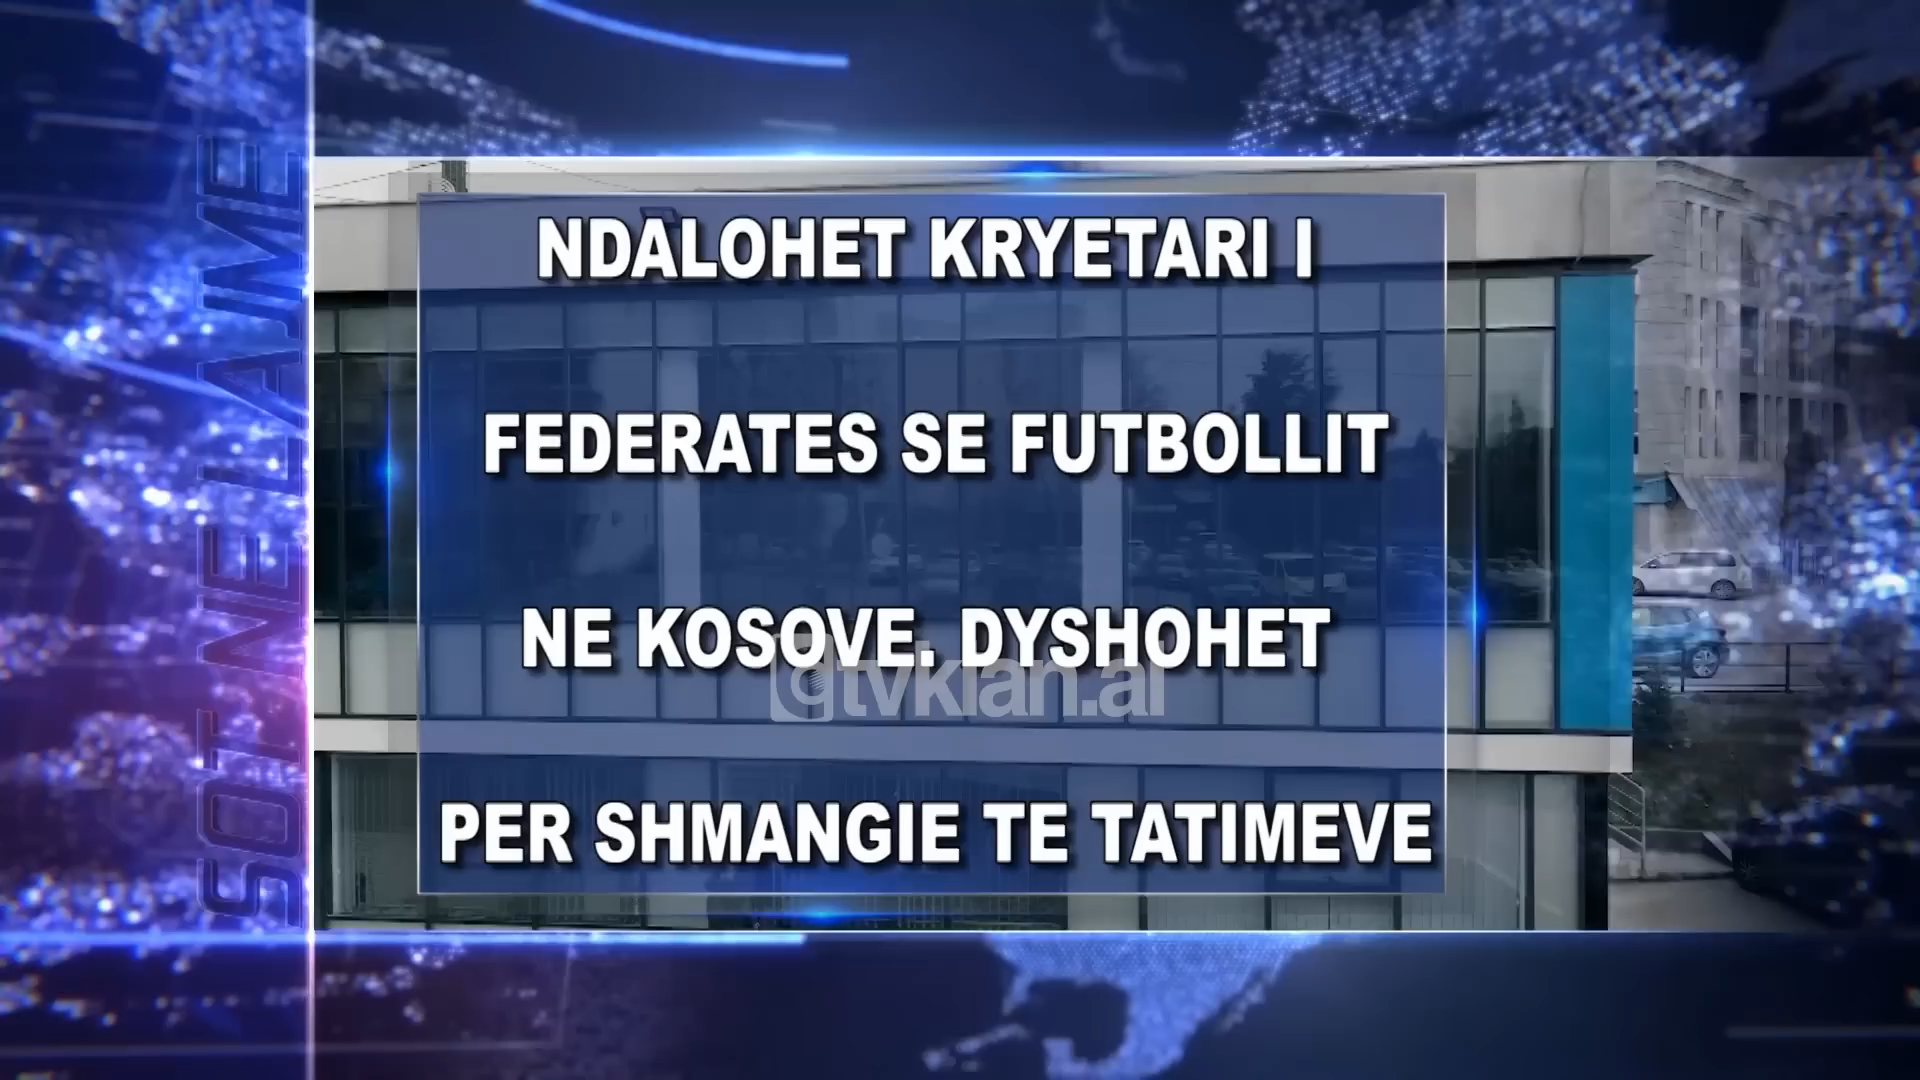 SOT NE LAJME
NDALOHET KRYETARI I
FEDERATES SE FUTBOLLIT
NE KOSOVE. DYSHOHET
PER SHMANGIE TE TATIMEVE
tvklan.al